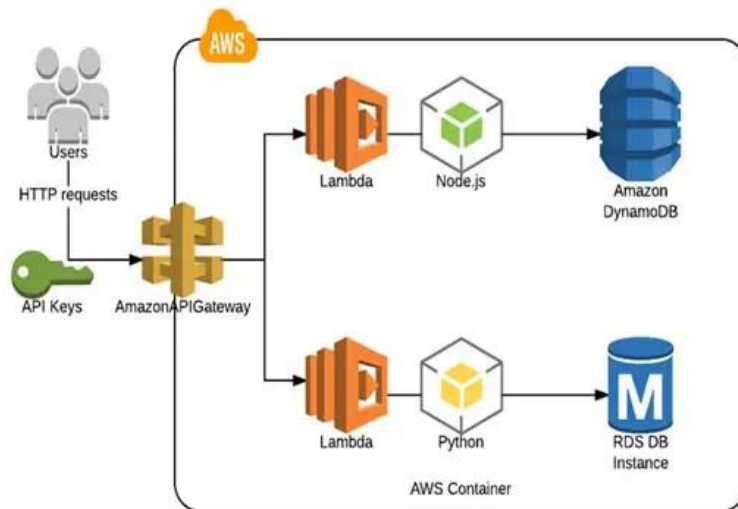 AWS
Users
HTTP requests
API Keys
AmazonAPIGateway
Lambda
Node.js
Amazon
DynamoDB
Lambda
Python
M
RDS DB
Instance
AWS Container